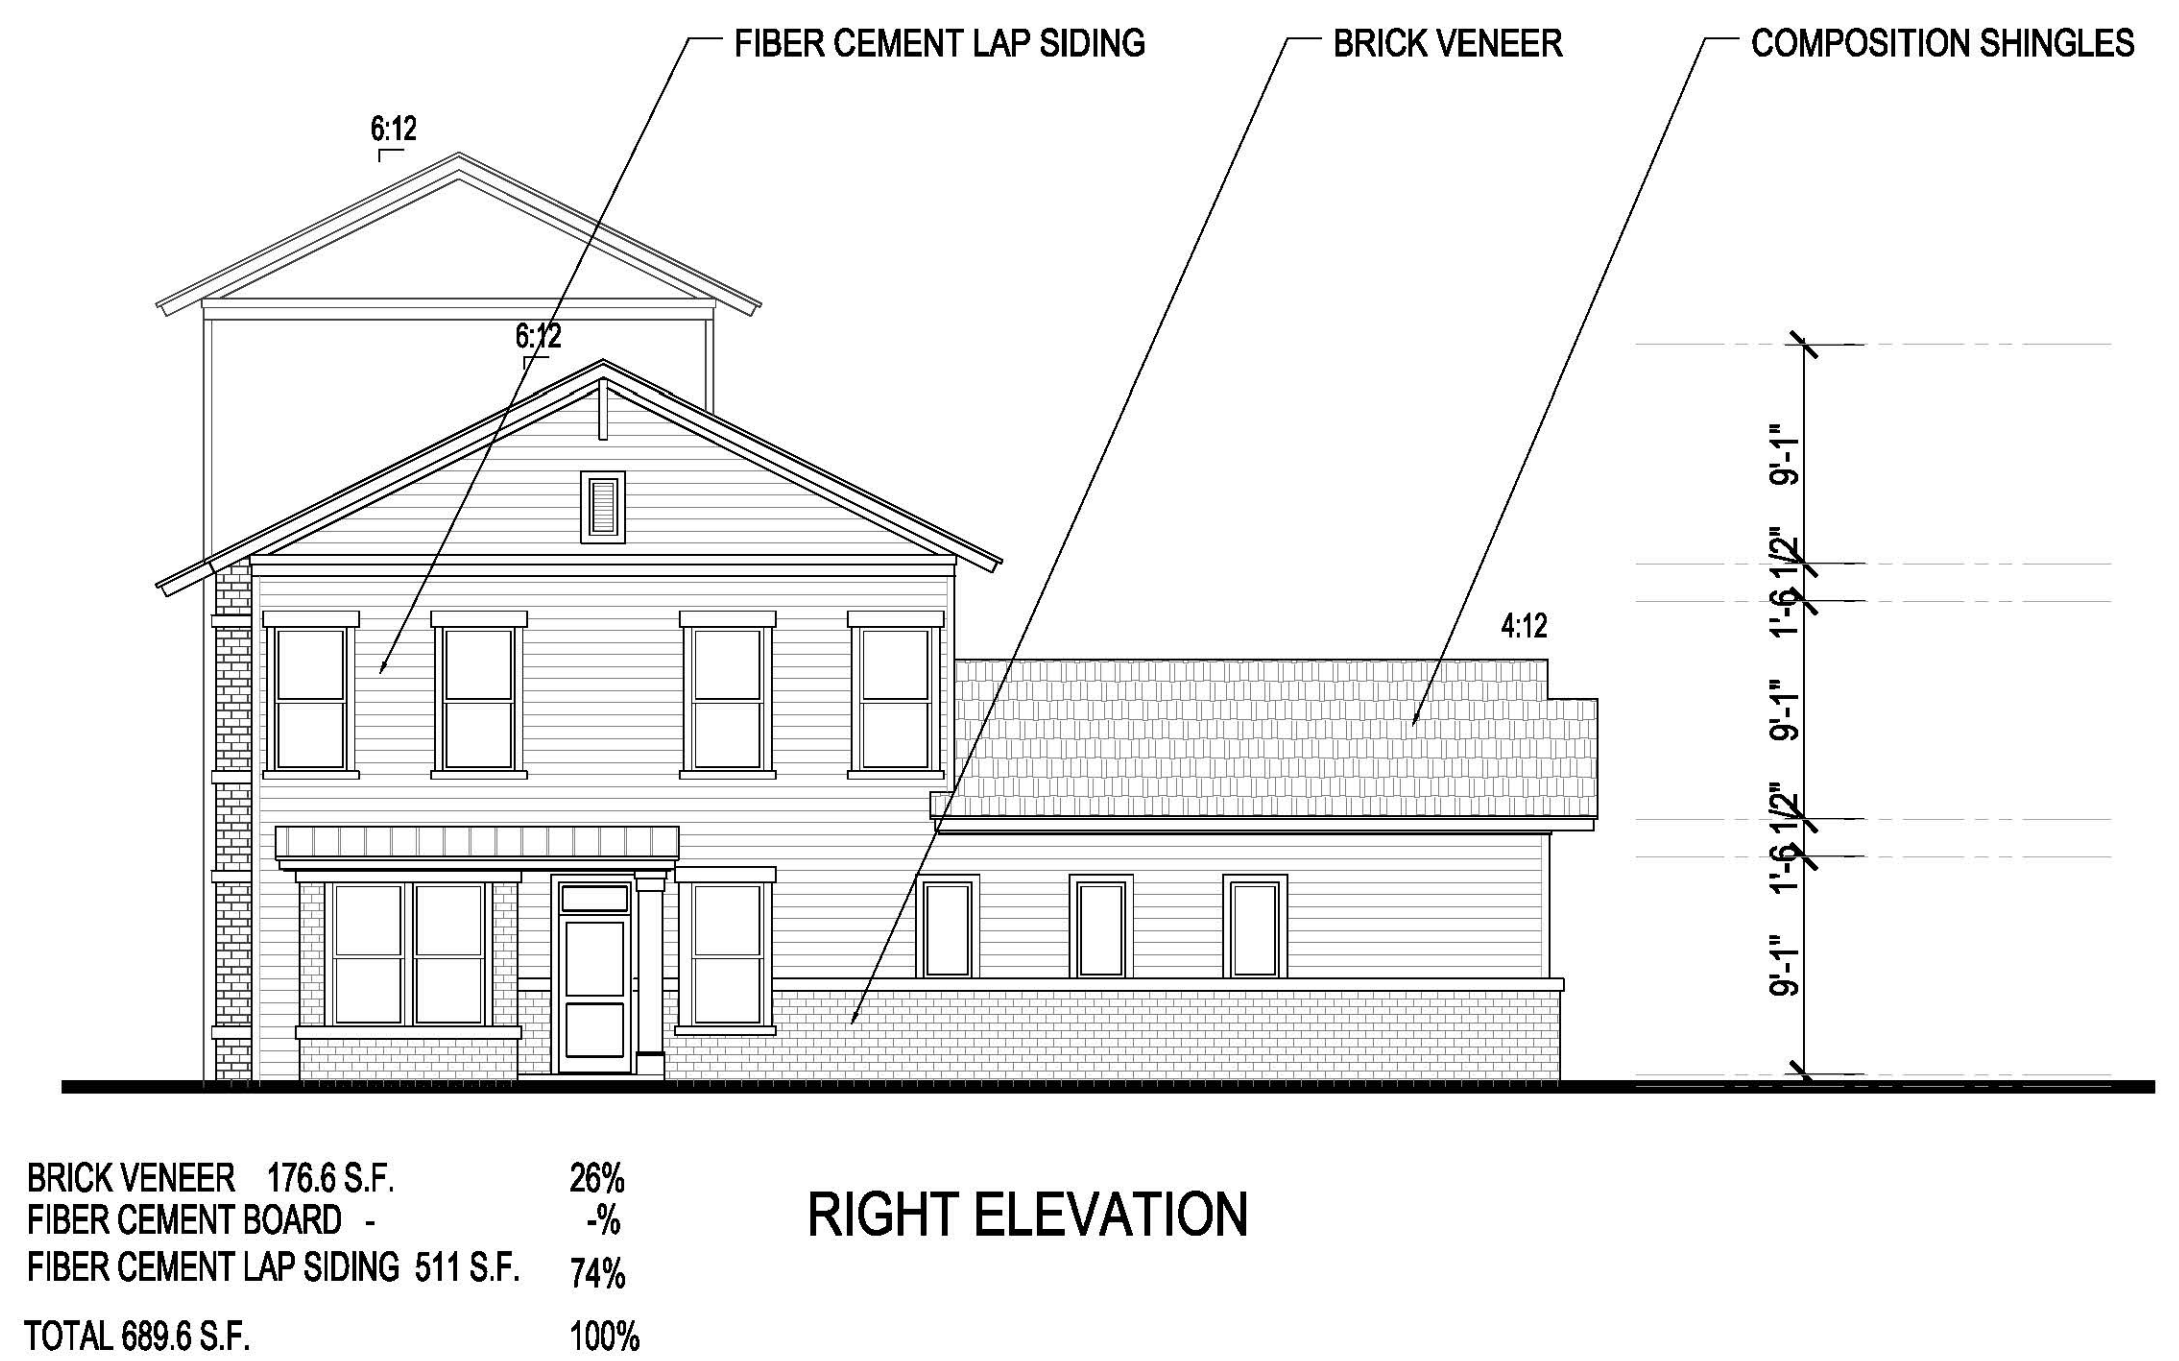 FIBER CEMENT LAP SIDING
BRICK VENEER
COMPOSITION SHINGLES
6:12
6:12
4:12
9'-1"
1'-6 1/2"
9'-1"
1'-6 1/2"
9'-1"
BRICK VENEER 176.6 S.F. 26%
FIBER CEMENT BOARD - -%
FIBER CEMENT LAP SIDING 511 S.F. 74%
TOTAL 689.6 S.F. 100%
RIGHT ELEVATION